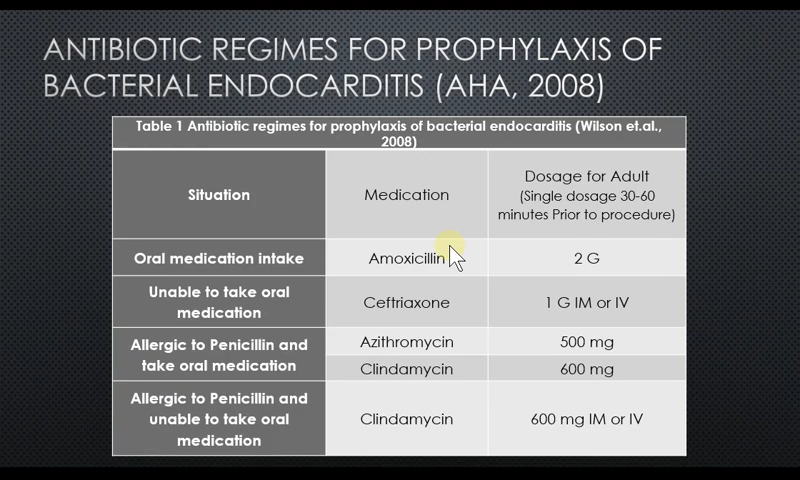 ANTIBIOTIC REGIMES FOR PROPHYLAXIS OF
BACTERIAL ENDOCARDITIS (AHA, 2008)
Table 1 Antibiotic regimes for prophylaxis of bacterial endocarditis (Wilson et.al.,
2008)
Situation
Medication
Dosage for Adult
(Single dosage 30-60
minutes Prior to procedure)
Oral medication intake
Amoxicillin
2 G
Unable to take oral
medication
Ceftriaxone
1 G IM or IV
Allergic to Penicillin and
take oral medication
Azithromycin
500 mg
Clindamycin
600 mg
Allergic to Penicillin and
unable to take oral
medication
Clindamycin
600 mg IM or IV